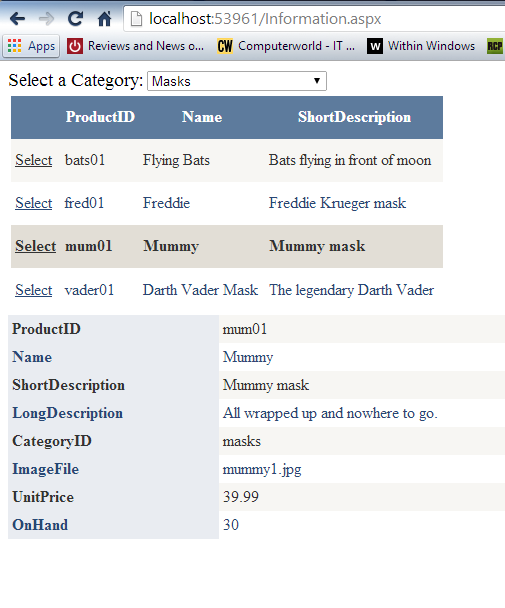 localhost:53961/Information.aspx
Apps Reviews and News o... CW Computerworld - IT ... W Within Windows RCP
Select a Category: Masks
ProductID Name ShortDescription
Select bats01 Flying Bats Bats flying in front of moon
Select fred01 Freddie Freddie Krueger mask
Select mum01 Mummy Mummy mask
Select vader01 Darth Vader Mask The legendary Darth Vader
ProductID mum01
Name Mummy
ShortDescription Mummy mask
LongDescription All wrapped up and nowhere to go.
CategoryID masks
ImageFile mummy1.jpg
UnitPrice 39.99
OnHand 30